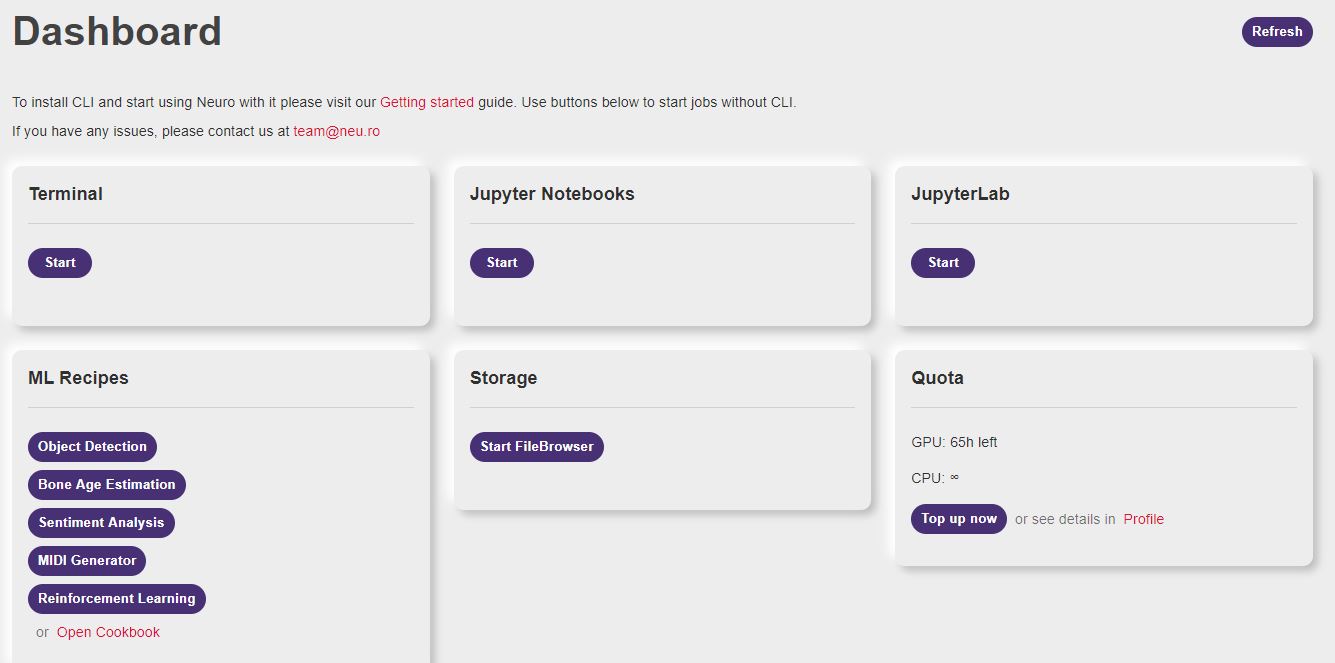 Dashboard
Refresh
To install CLI and start using Neuro with it please visit our Getting started guide. Use buttons below to start jobs without CLI.
If you have any issues, please contact us at team@neu.ro
Terminal
Start
Jupyter Notebooks
Start
JupyterLab
Start
ML Recipes
Object Detection
Bone Age Estimation
Sentiment Analysis
MIDI Generator
Reinforcement Learning
or Open Cookbook
Storage
Start FileBrowser
Quota
GPU: 65h left
CPU: ∞
Top up now or see details in Profile